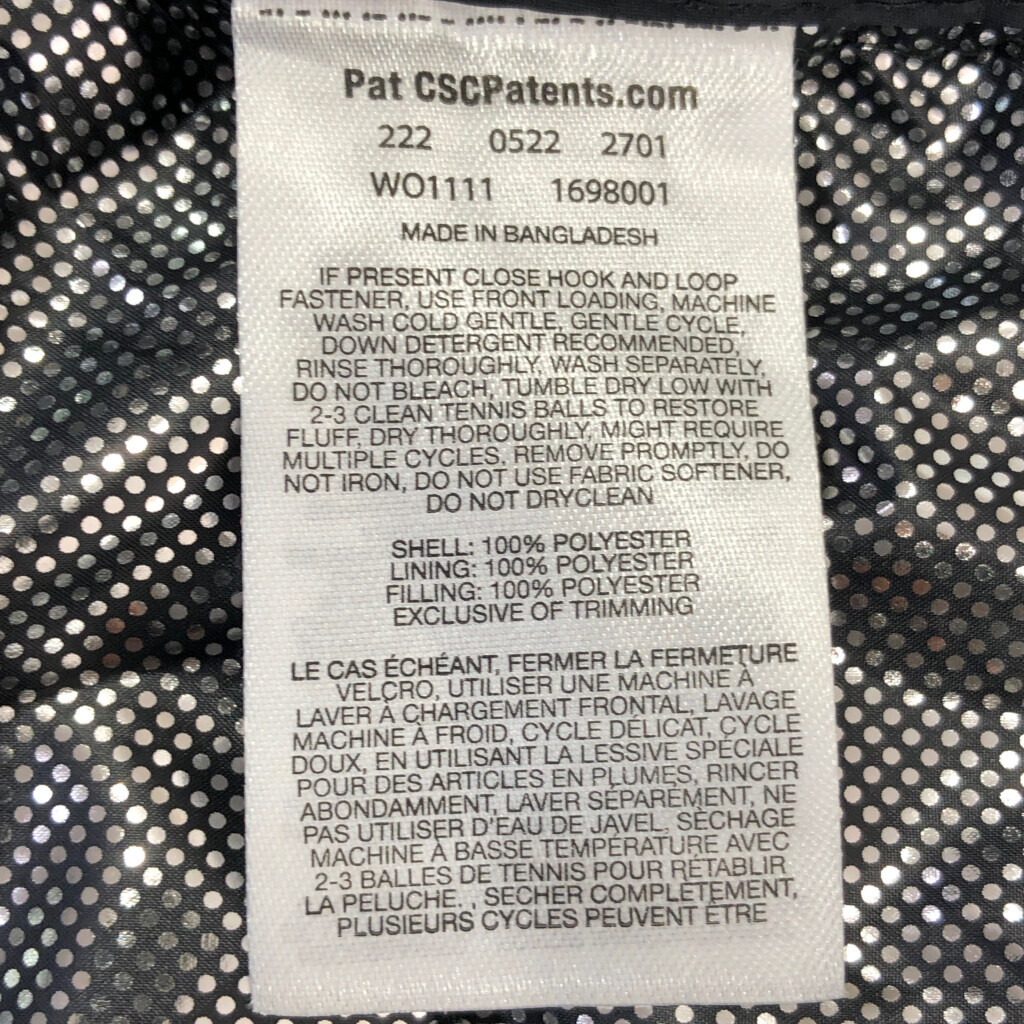 Pat CSCPatents.com
222 0522 2701
WO1111 1698001
MADE IN BANGLADESH
IF PRESENT CLOSE HOOK AND LOOP
FASTENER, USE FRONT LOADING, MACHINE
WASH COLD GENTLE, GENTLE CYCLE,
DOWN DETERGENT RECOMMENDED,
RINSE THOROUGHLY, WASH SEPARATELY,
DO NOT BLEACH, TUMBLE DRY LOW WITH
2-3 CLEAN TENNIS BALLS TO RESTORE
FLUFF, DRY THOROUGHLY, MIGHT REQUIRE
MULTIPLE CYCLES, REMOVE PROMPTLY, DO
NOT IRON, DO NOT USE FABRIC SOFTENER,
DO NOT DRYCLEAN
SHELL: 100% POLYESTER
LINING: 100% POLYESTER
FILLING: 100% POLYESTER
EXCLUSIVE OF TRIMMING
LE CAS ÉCHÉANT, FERMER LA FERMETURE
VELCRO, UTILISER UNE MACHINE À
LAVER À CHARGEMENT FRONTAL, LAVAGE
MACHINE À FROID, CYCLE DÉLICAT, CYCLE
DOUX, EN UTILISANT LA LESSIVE SPÉCIALE
POUR DES ARTICLES EN PLUMES, RINCER
ABONDAMMENT, LAVER SÉPARÉMENT, NE
PAS UTILISER D'EAU DE JAVEL, SÉCHAGE
MACHINE À BASSE TEMPÉRATURE AVEC
2-3 BALLES DE TENNIS POUR RÉTABLIR
LA PELUCHE. , SECHER COMPLÈTEMENT,
PLUSIEURS CYCLES PEUVENT ÊTRE